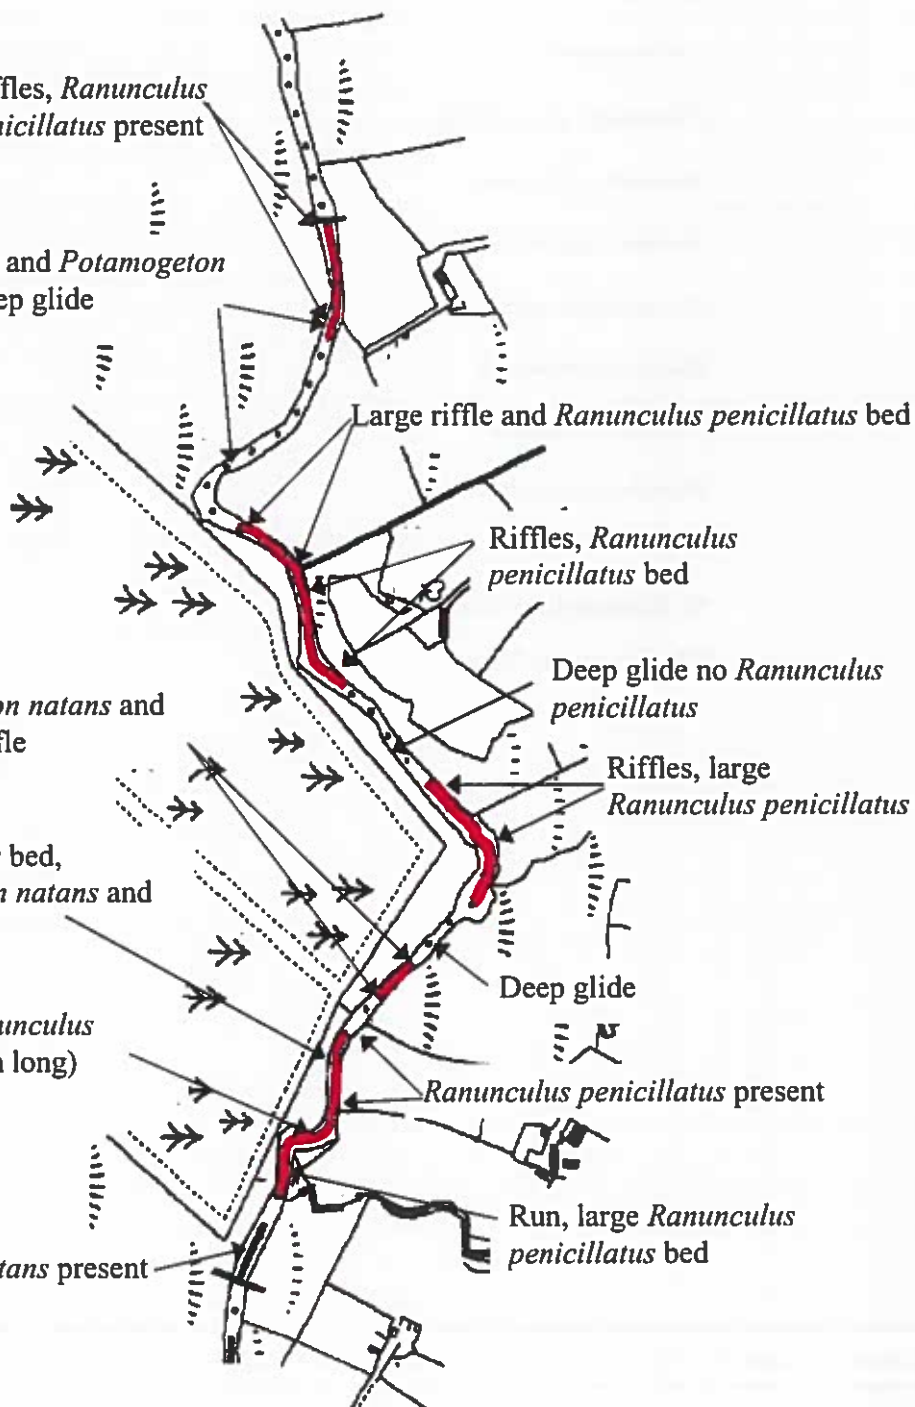 ffles, Ranunculus
nicillatus present
and Potamogeton
ep glide
Large riffle and Ranunculus penicillatus bed
Riffles, Ranunculus
penicillatus bed
Deep glide no Ranunculus
penicillatus
on natans and
fle
Riffles, large
Ranunculus penicillatus
bed,
n natans and
Deep glide
unculus
long)
Ranunculus penicillatus present
Run, large Ranunculus
penicillatus bed
tans present